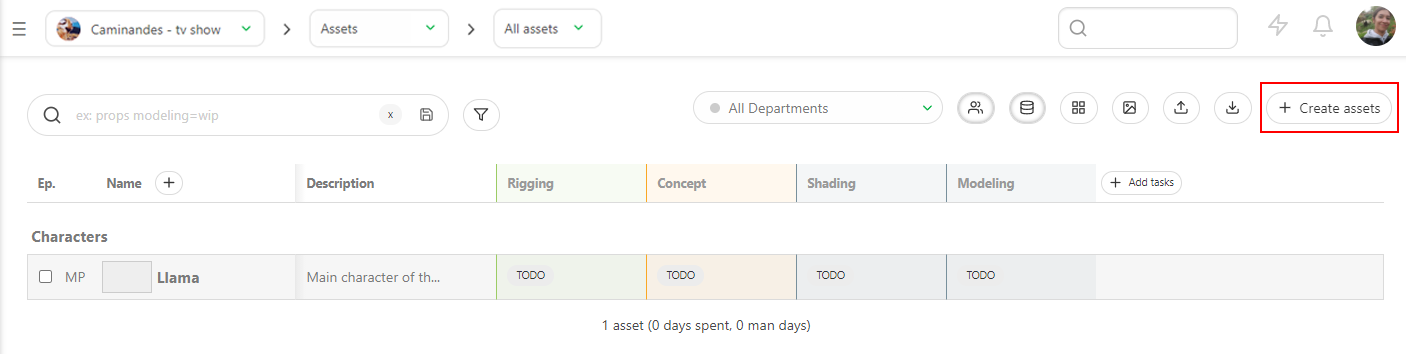 Caminandes - tv show Assets All assets
ex: props modeling=wip x All Departments Create assets
Ep. Name Description Rigging Concept Shading Modeling Add tasks
Characters
MP Llama Main character of th... TODO TODO TODO TODO
1 asset (0 days spent, 0 man days)